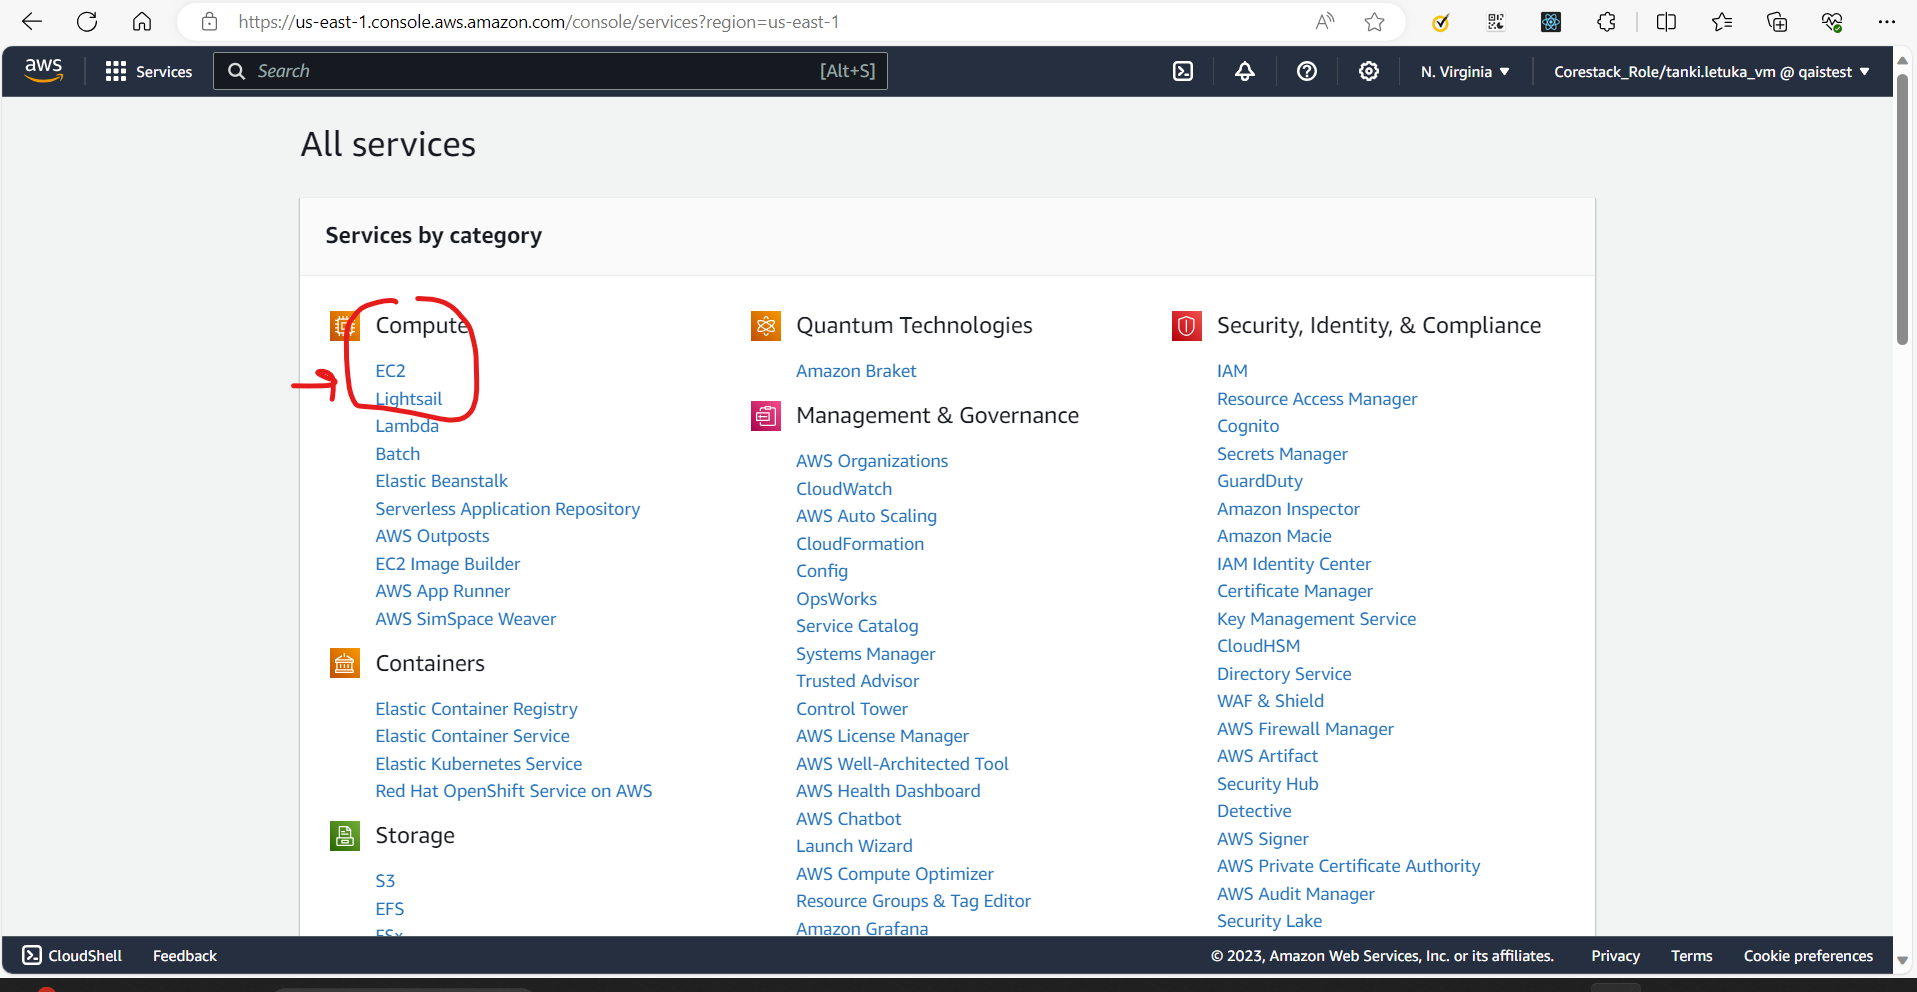 https://us-east-1.console.aws.amazon.com/console/services?region=us-east-1
aws
Services
Search
[Alt+S]
N. Virginia
Corestack_Role/tanki.letuka_vm @ qaistest
All services
Services by category
Compute
EC2
Lightsail
Lambda
Batch
Elastic Beanstalk
Serverless Application Repository
AWS Outposts
EC2 Image Builder
AWS App Runner
AWS SimSpace Weaver
Containers
Elastic Container Registry
Elastic Container Service
Elastic Kubernetes Service
Red Hat OpenShift Service on AWS
Storage
S3
EFS
FSx
Quantum Technologies
Amazon Braket
Management & Governance
AWS Organizations
CloudWatch
AWS Auto Scaling
CloudFormation
Config
OpsWorks
Service Catalog
Systems Manager
Trusted Advisor
Control Tower
AWS License Manager
AWS Well-Architected Tool
AWS Health Dashboard
AWS Chatbot
Launch Wizard
AWS Compute Optimizer
Resource Groups & Tag Editor
Amazon Grafana
Security, Identity, & Compliance
IAM
Resource Access Manager
Cognito
Secrets Manager
GuardDuty
Amazon Inspector
Amazon Macie
IAM Identity Center
Certificate Manager
Key Management Service
CloudHSM
Directory Service
WAF & Shield
AWS Firewall Manager
AWS Artifact
Security Hub
Detective
AWS Signer
AWS Private Certificate Authority
AWS Audit Manager
Security Lake
CloudShell
Feedback
© 2023, Amazon Web Services, Inc. or its affiliates.
Privacy
Terms
Cookie preferences